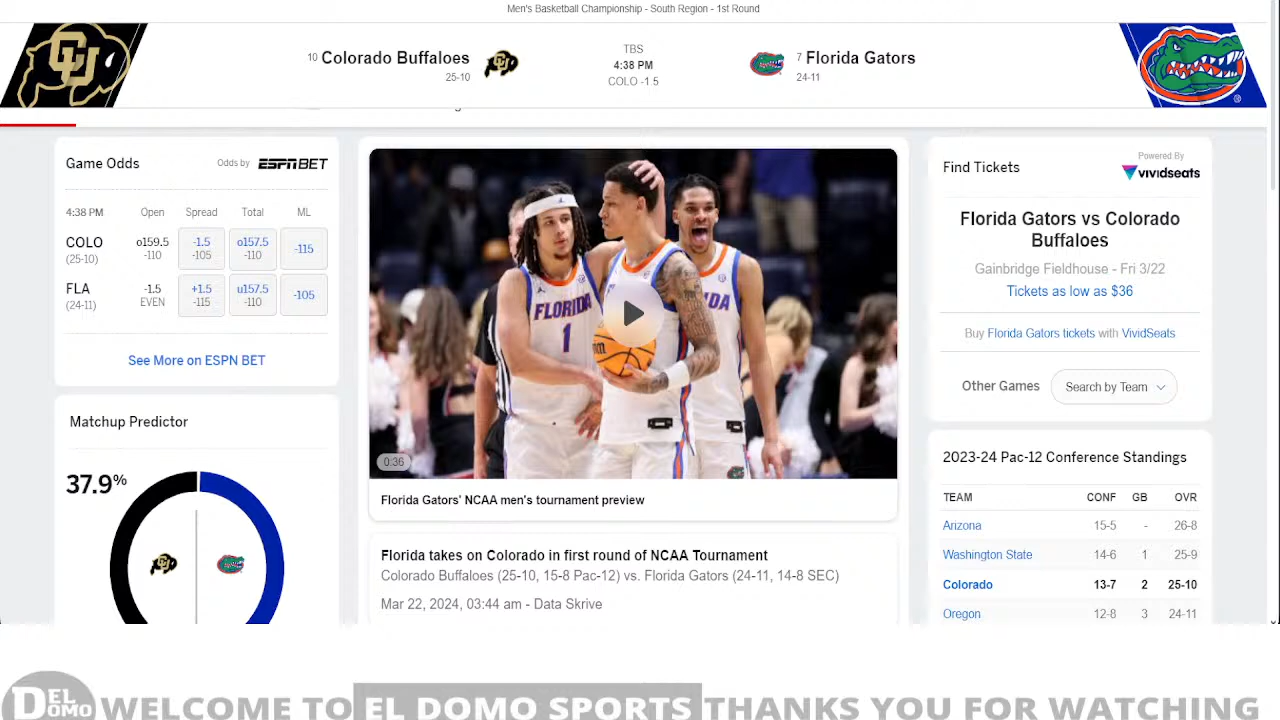 Men's Basketball Championship - South Region - 1st Round
CU
10 Colorado Buffaloes
25-10
TBS
4:38 PM
COLO -1.5
7 Florida Gators
24-11
Game Odds
Odds by ESPN BET
4:38 PM Open Spread Total ML
COLO o159.5 -1.5 o157.5 -115
(25-10) -110 -105 -110
FLA -1.5 +1.5 u157.5 -105
(24-11) EVEN -115 -110
See More on ESPN BET
Matchup Predictor
37.9%
FLORIDA
1
0:36
Florida Gators' NCAA men's tournament preview
Florida takes on Colorado in first round of NCAA Tournament
Colorado Buffaloes (25-10, 15-8 Pac-12) vs. Florida Gators (24-11, 14-8 SEC)
Mar 22, 2024, 03:44 am - Data Skrive
Find Tickets
Powered By
vividseats
Florida Gators vs Colorado
Buffaloes
Gainbridge Fieldhouse - Fri 3/22
Tickets as low as $36
Buy Florida Gators tickets with VividSeats
Other Games Search by Team
2023-24 Pac-12 Conference Standings
TEAM CONF GB OVR
Arizona 15-5 - 26-8
Washington State 14-6 1 25-9
Colorado 13-7 2 25-10
Oregon 12-8 3 24-11
DEL DOMO WELCOME TO EL DOMO SPORTS THANKS YOU FOR WATCHING